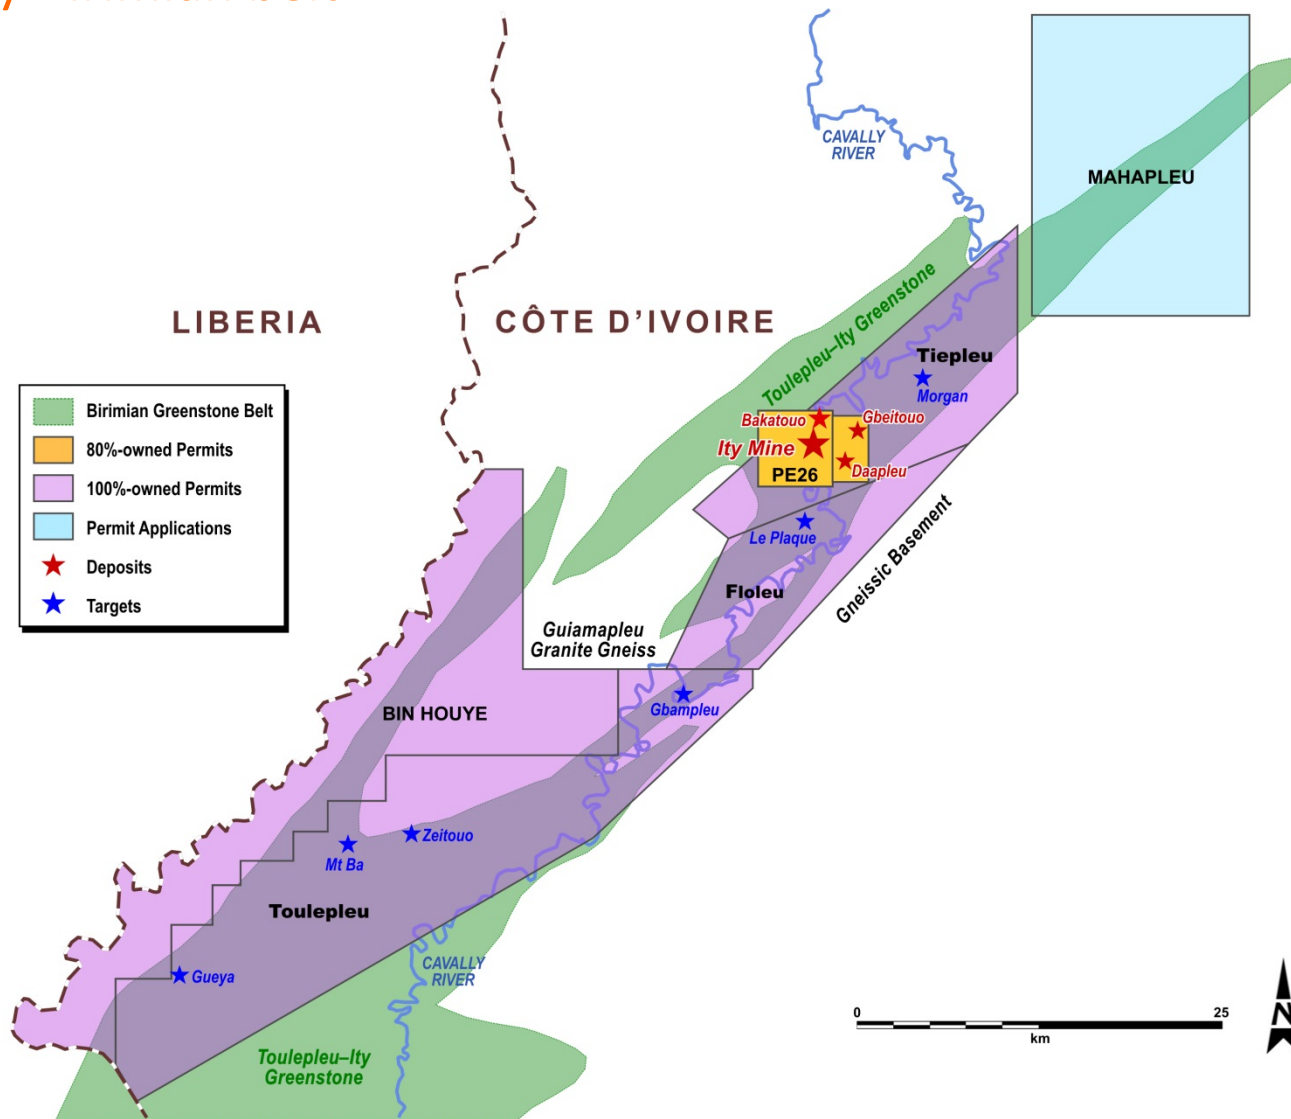 CAVALLY
RIVER
MAHAPLEU
LIBERIA
CÔTE D'IVOIRE
Toulepleu–Ity Greenstone
Tiepleu
Morgan
Birimian Greenstone Belt
80%-owned Permits
100%-owned Permits
Permit Applications
Deposits
Targets
Bakatouo
Gbeitouo
Ity Mine
Daapleu
PE26
Le Plaque
Gneissic Basement
Floleu
Guiamapleu
Granite Gneiss
Gbampleu
BIN HOUYE
Zeitouo
Mt Ba
Toulepleu
Gueya
CAVALLY
RIVER
Toulepleu–Ity
Greenstone
0
25
km
N